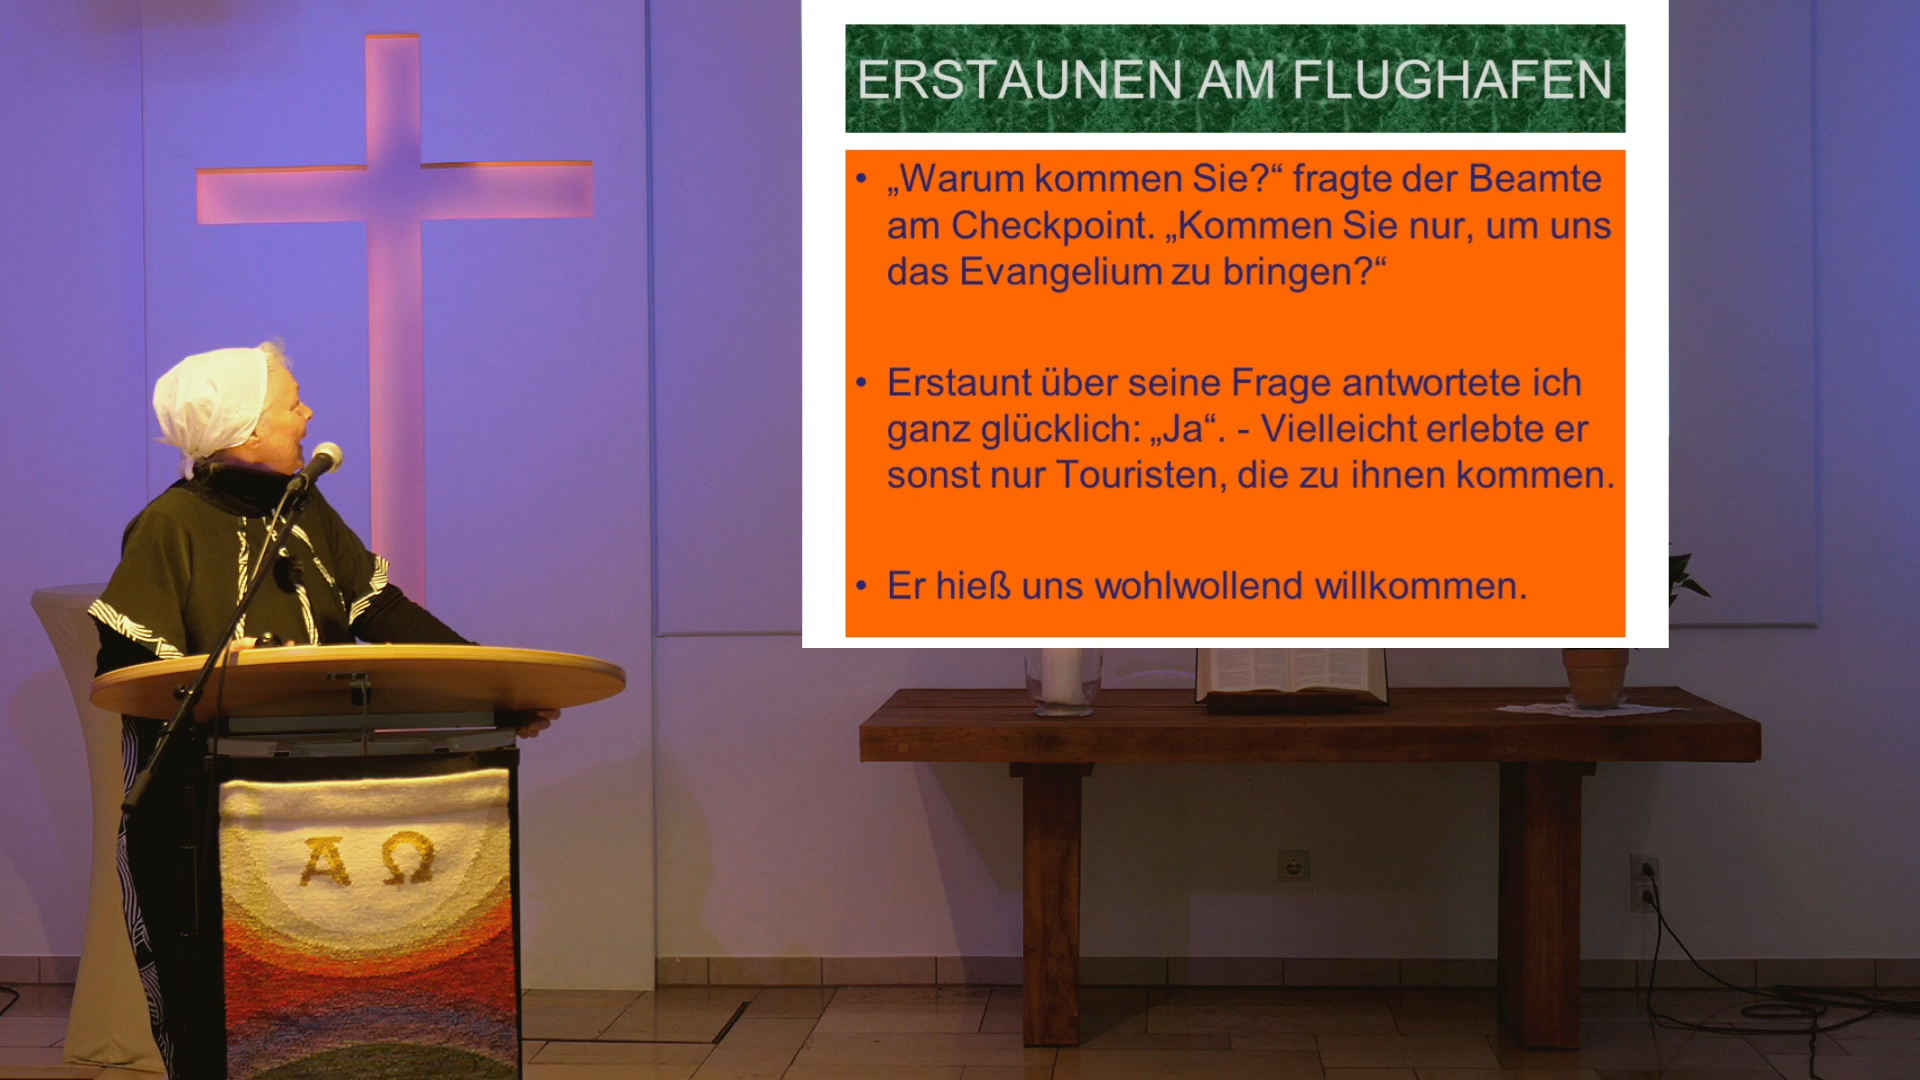 ERSTAUNEN AM FLUGHAFEN
• „Warum kommen Sie?“ fragte der Beamte
am Checkpoint. „Kommen Sie nur, um uns
das Evangelium zu bringen?“
• Erstaunt über seine Frage antwortete ich
ganz glücklich: „Ja“. - Vielleicht erlebte er
sonst nur Touristen, die zu ihnen kommen.
• Er hieß uns wohlwollend willkommen.
Α Ω